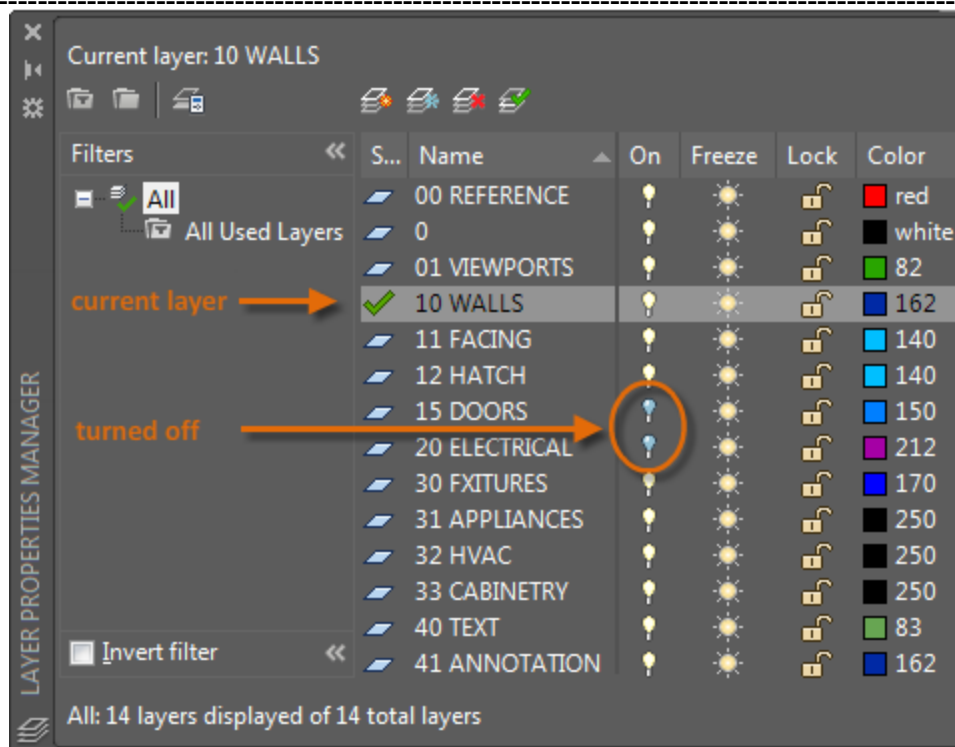 Current layer: 10 WALLS
Filters
All
All Used Layers
S... Name On Freeze Lock Color
00 REFERENCE red
0 white
01 VIEWPORTS 82
current layer
10 WALLS 162
11 FACING 140
12 HATCH 140
15 DOORS 150
turned off
20 ELECTRICAL 212
30 FXITURES 170
31 APPLIANCES 250
32 HVAC 250
33 CABINETRY 250
40 TEXT 83
Invert filter
41 ANNOTATION 162
All: 14 layers displayed of 14 total layers
LAYER PROPERTIES MANAGER